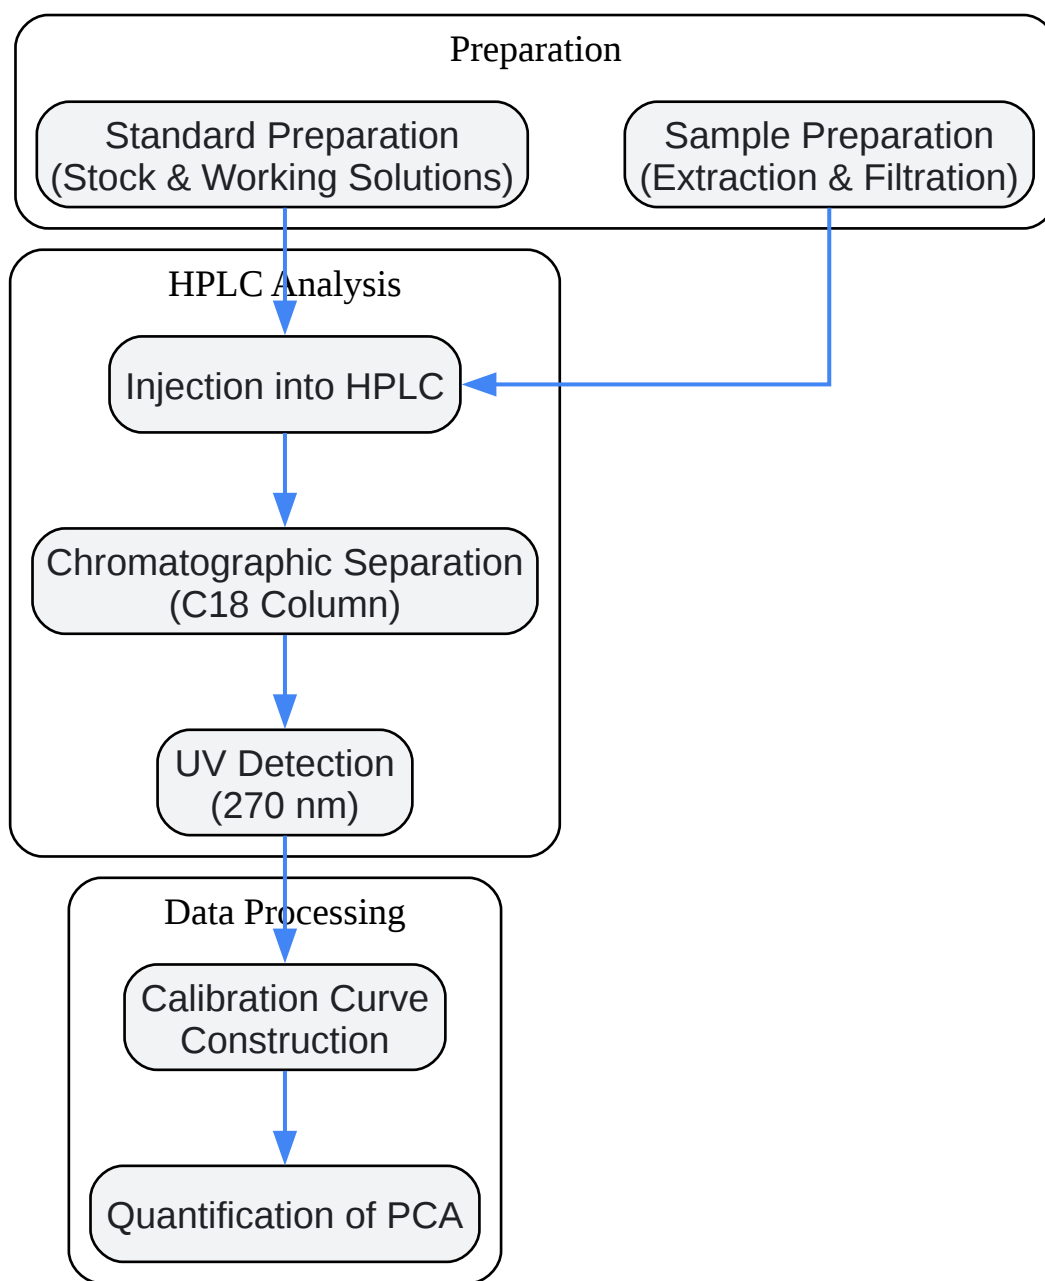 Preparation
Standard Preparation
(Stock & Working Solutions)
Sample Preparation
(Extraction & Filtration)
HPLC Analysis
Injection into HPLC
Chromatographic Separation
(C18 Column)
UV Detection
(270 nm)
Data Processing
Calibration Curve
Construction
Quantification of PCA